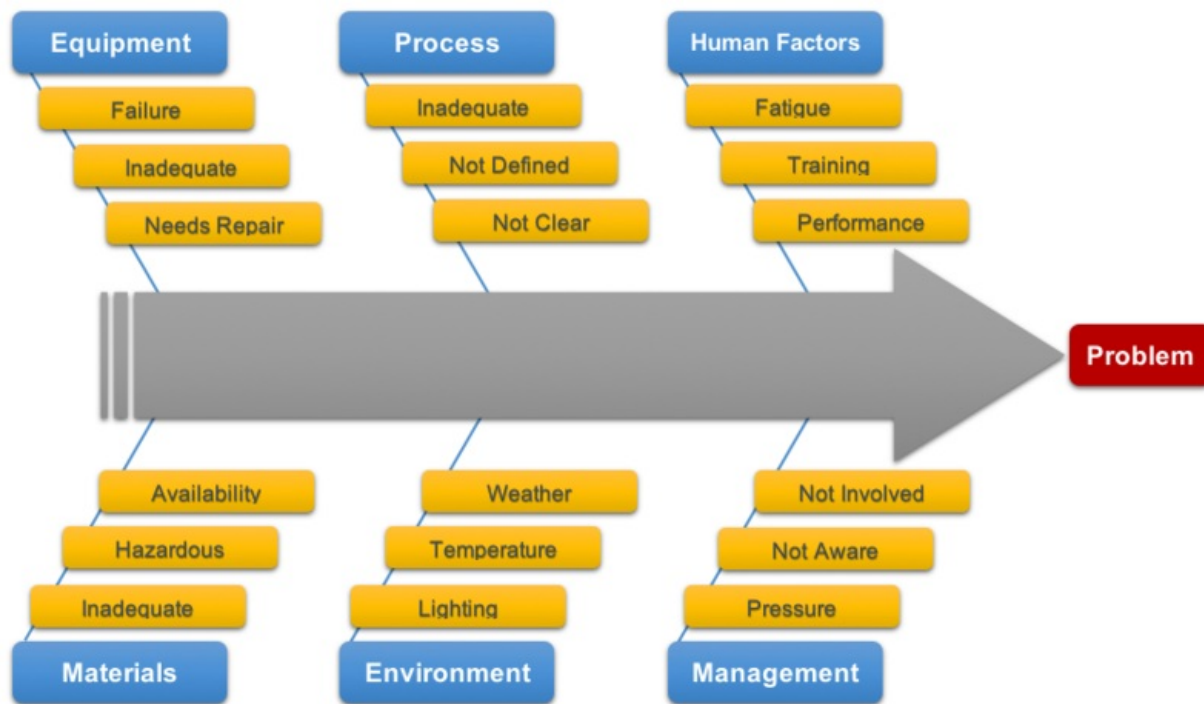 Equipment
Failure
Inadequate
Needs Repair
Process
Inadequate
Not Defined
Not Clear
Human Factors
Fatigue
Training
Performance
Problem
Availability
Hazardous
Inadequate
Materials
Weather
Temperature
Lighting
Environment
Not Involved
Not Aware
Pressure
Management